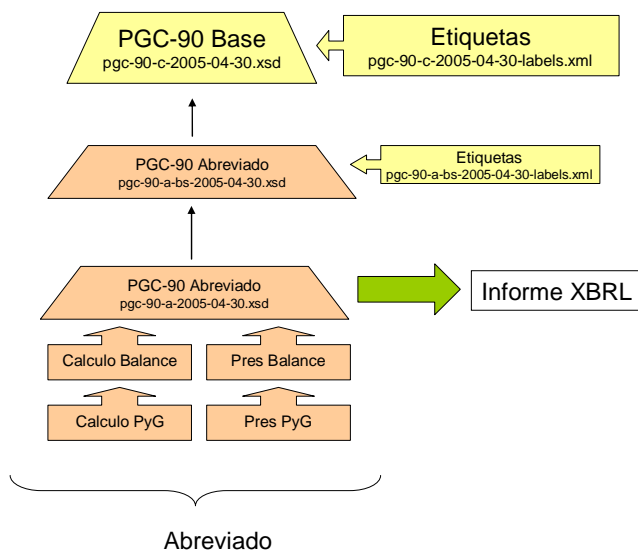 PGC-90 Base
pgc-90-c-2005-04-30.xsd
Etiquetas
pgc-90-c-2005-04-30-labels.xml
PGC-90 Abreviado
pgc-90-a-bs-2005-04-30.xsd
Etiquetas
pgc-90-a-bs-2005-04-30-labels.xml
PGC-90 Abreviado
pgc-90-a-2005-04-30.xsd
Informe XBRL
Calculo Balance
Pres Balance
Calculo PyG
Pres PyG
Abreviado